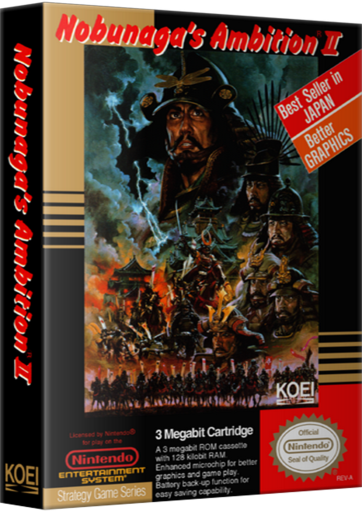 Nobunaga's Ambition® II
Nobunaga's Ambition® II
Best Seller in
JAPAN
Better
GRAPHICS
KOEI
Licensed by Nintendo®
for play on the
Nintendo
ENTERTAINMENT
SYSTEM®
Strategy Game Series
3 Megabit Cartridge
A 3 megabit ROM cassette
with 128 kilobit RAM.
Enhanced microchip for better
graphics and game play.
Battery back-up function for
easy saving capability.
Official
Nintendo
Seal of Quality
REV-A
KOEI